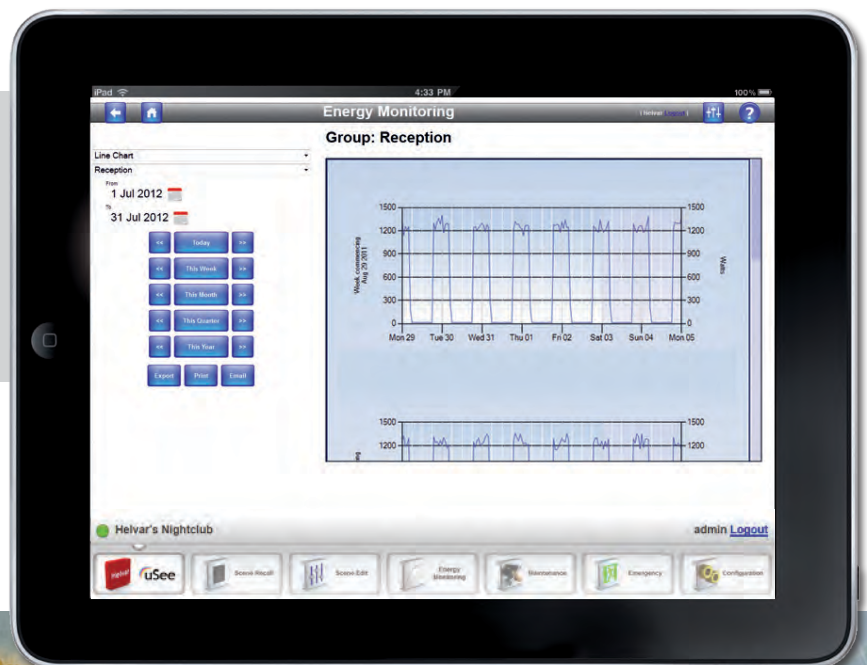 iPad
4:33 PM
100%
Energy Monitoring
?
Group: Reception
Line Chart
Reception
From
1 Jul 2012
To
31 Jul 2012
<< Today >>
<< This Week >>
<< This Month >>
<< This Quarter >>
<< This Year >>
Export Print Email
Week commencing
Aug 29 2011
1500
1200
900
600
300
0
1500
1200
900
600
300
0
Watts
Mon 29 Tue 30 Wed 31 Thu 01 Fri 02 Sat 03 Sun 04 Mon 05
1500
1200
1500
1200
Helvar's Nightclub
admin Logout
Helvar
uSee
Scene Recall
Scene Edit
Energy
Monitoring
Maintenance
Emergency
Configuration